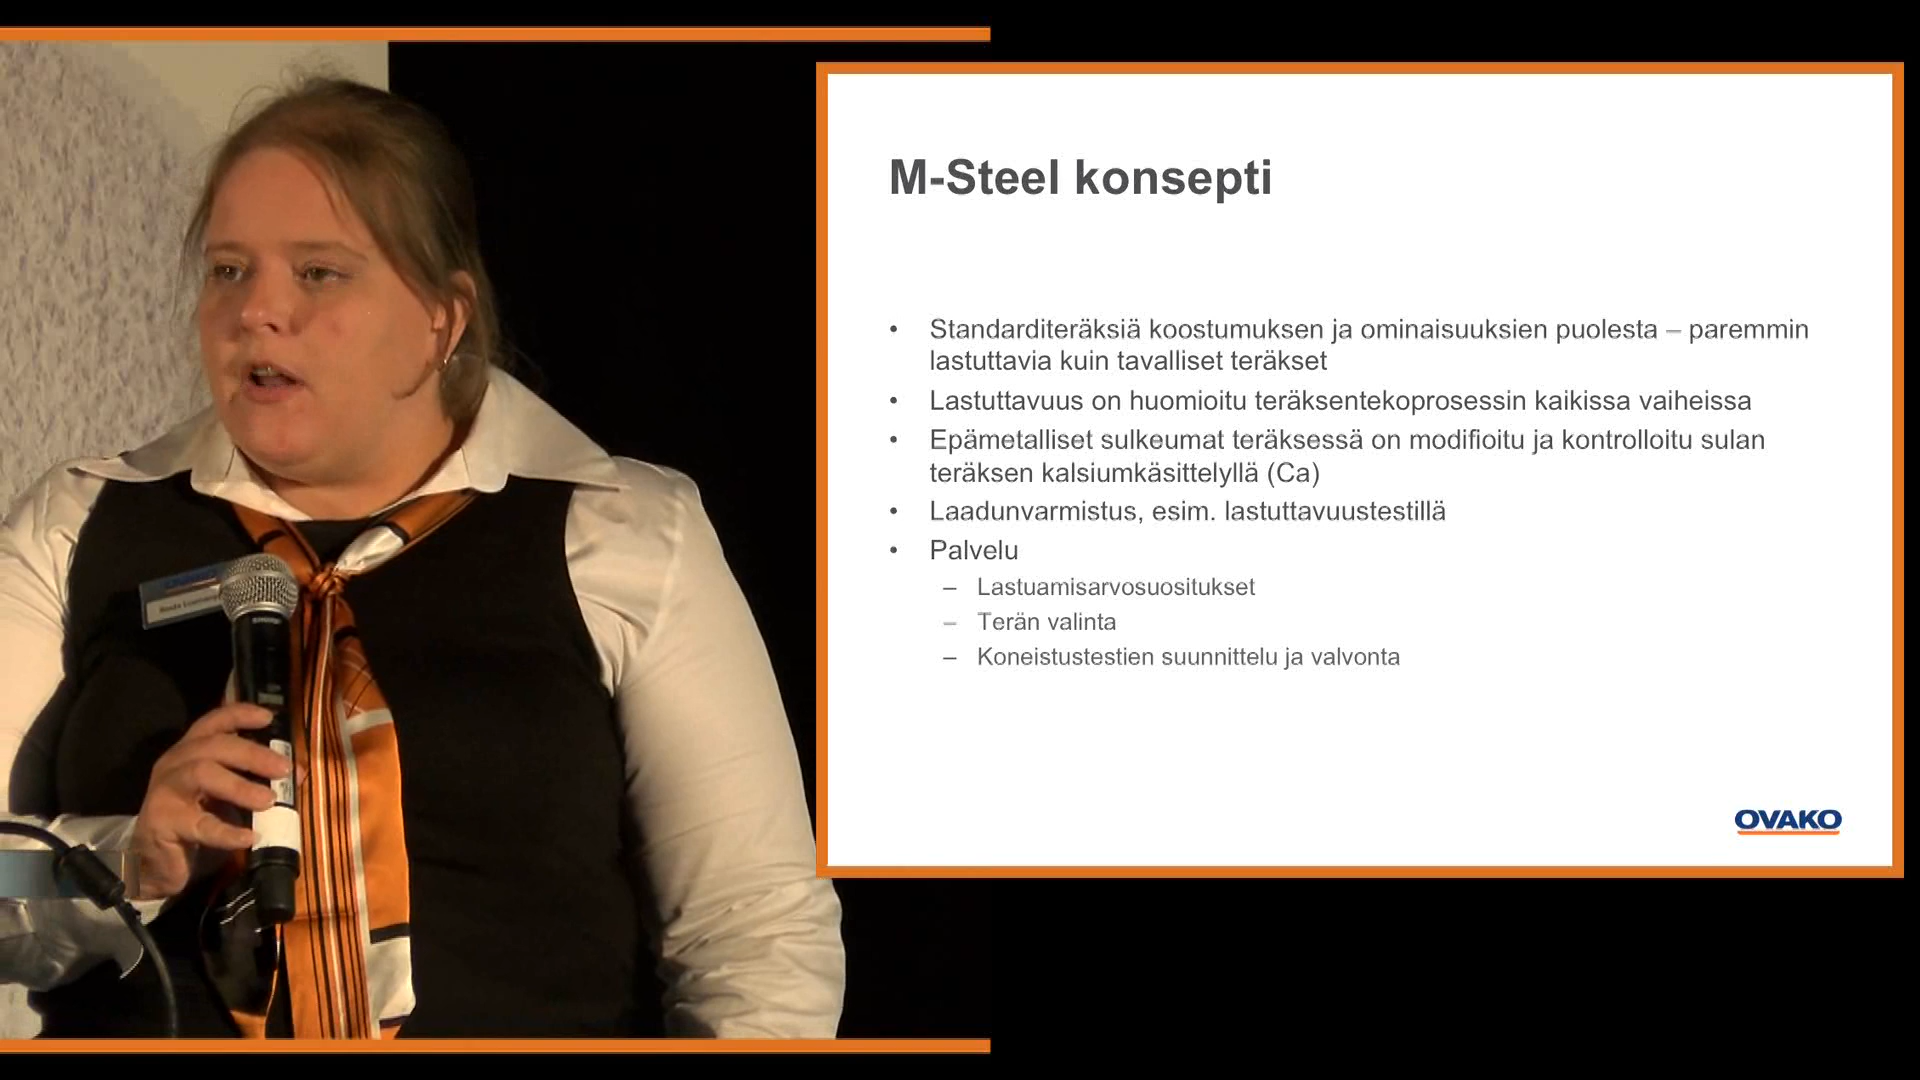 M-Steel konsepti
• Standarditeräksiä koostumuksen ja ominaisuuksien puolesta – paremmin
lastuttavia kuin tavalliset teräkset
• Lastuttavuus on huomioitu teräksentekoprosessin kaikissa vaiheissa
• Epämetalliset sulkeumat teräksessä on modifioitu ja kontrolloitu sulan
teräksen kalsiumkäsittelyllä (Ca)
• Laadunvarmistus, esim. lastuttavuustestillä
• Palvelu
– Lastuamisarvosuositukset
– Terän valinta
– Koneistustestien suunnittelu ja valvonta
OVAKO
OVAKO